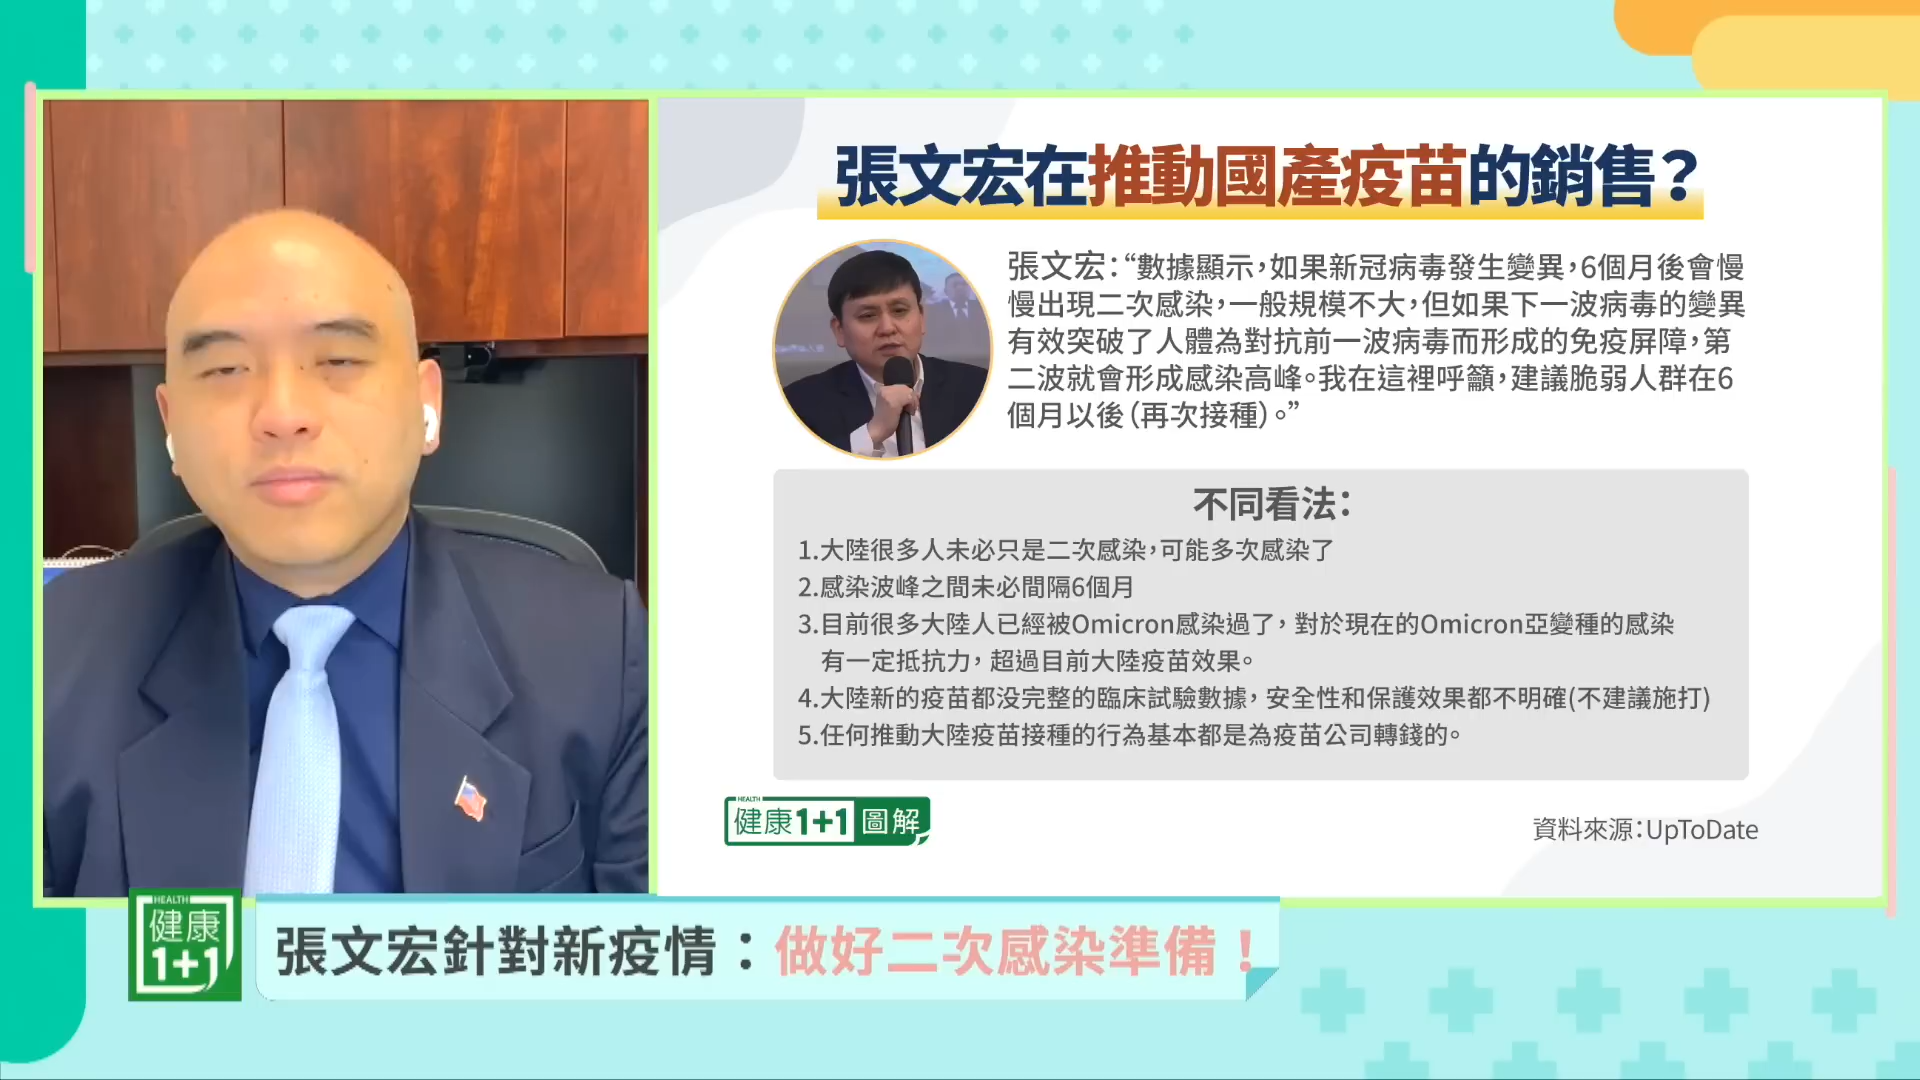 張文宏在推動國產疫苗的銷售？
張文宏：“數據顯示，如果新冠病毒發生變異，6個月後會慢
慢出現二次感染，一般規模不大，但如果下一波病毒的變異
有效突破了人體為對抗前一波病毒而形成的免疫屏障，第
二波就會形成感染高峰。我在這裡呼籲，建議脆弱人群在6
個月以後（再次接種）。”
不同看法：
1.大陸很多人未必只是二次感染，可能多次感染了
2.感染波峰之間未必間隔6個月
3.目前很多大陸人已經被Omicron感染過了，對於現在的Omicron亞變種的感染
有一定抵抗力，超過目前大陸疫苗效果。
4.大陸新的疫苗都没完整的臨床試驗數據，安全性和保護效果都不明確(不建議施打)
5.任何推動大陸疫苗接種的行為基本都是為疫苗公司轉錢的。
HEALTH
健康1+1圖解
資料來源：UpToDate
HEALTH
健康
1+1
張文宏針對新疫情：做好二次感染準備！